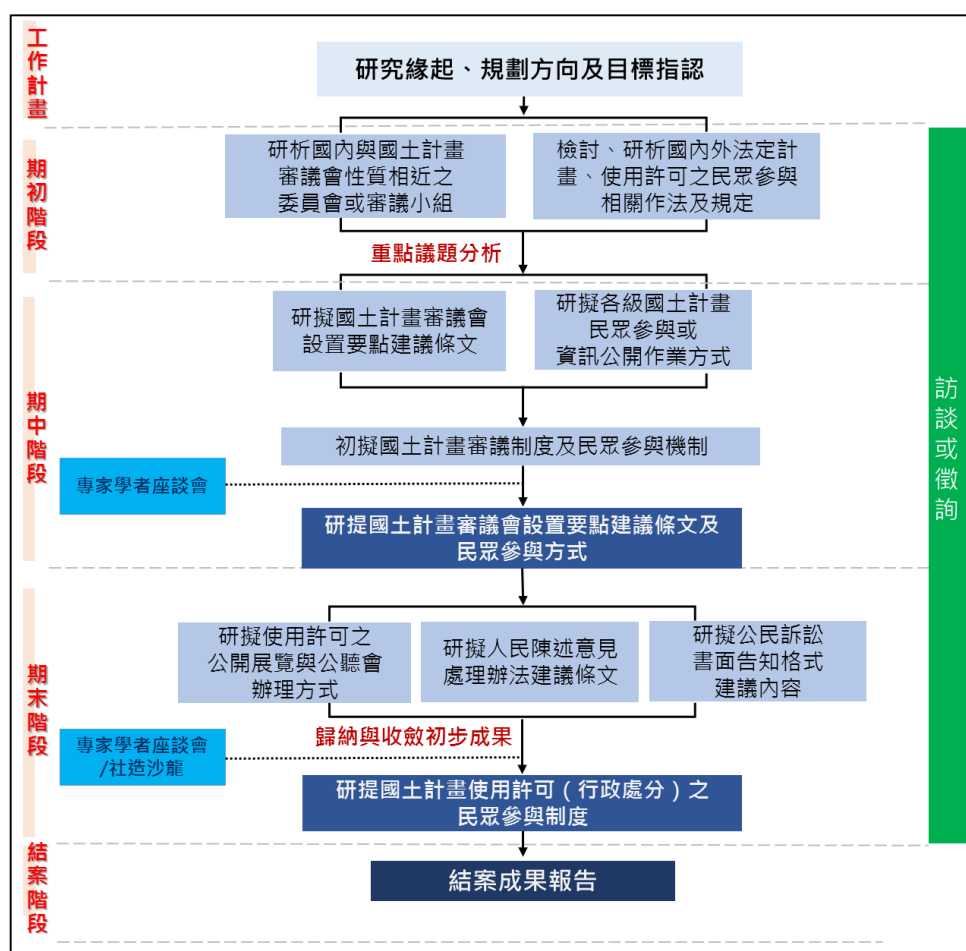 工作計畫
研究緣起、規劃方向及目標指認
期初階段
研析國內與國土計畫
審議會性質相近之
委員會或審議小組
檢討、研析國內外法定計
畫、使用許可之民眾參與
相關作法及規定
重點議題分析
期中階段
研擬國土計畫審議會
設置要點建議條文
研擬各級國土計畫
民眾參與或
資訊公開作業方式
初擬國土計畫審議制度及民眾參與機制
專家學者座談會
研提國土計畫審議會設置要點建議條文及
民眾參與方式
訪談或徵詢
期末階段
研擬使用許可之
公開展覽與公聽會
辦理方式
研擬人民陳述意見
處理辦法建議條文
研擬公民訴訟
書面告知格式
建議內容
歸納與收斂初步成果
專家學者座談會
/社造沙龍
研提國土計畫使用許可（行政處分）之
民眾參與制度
結案階段
結案成果報告